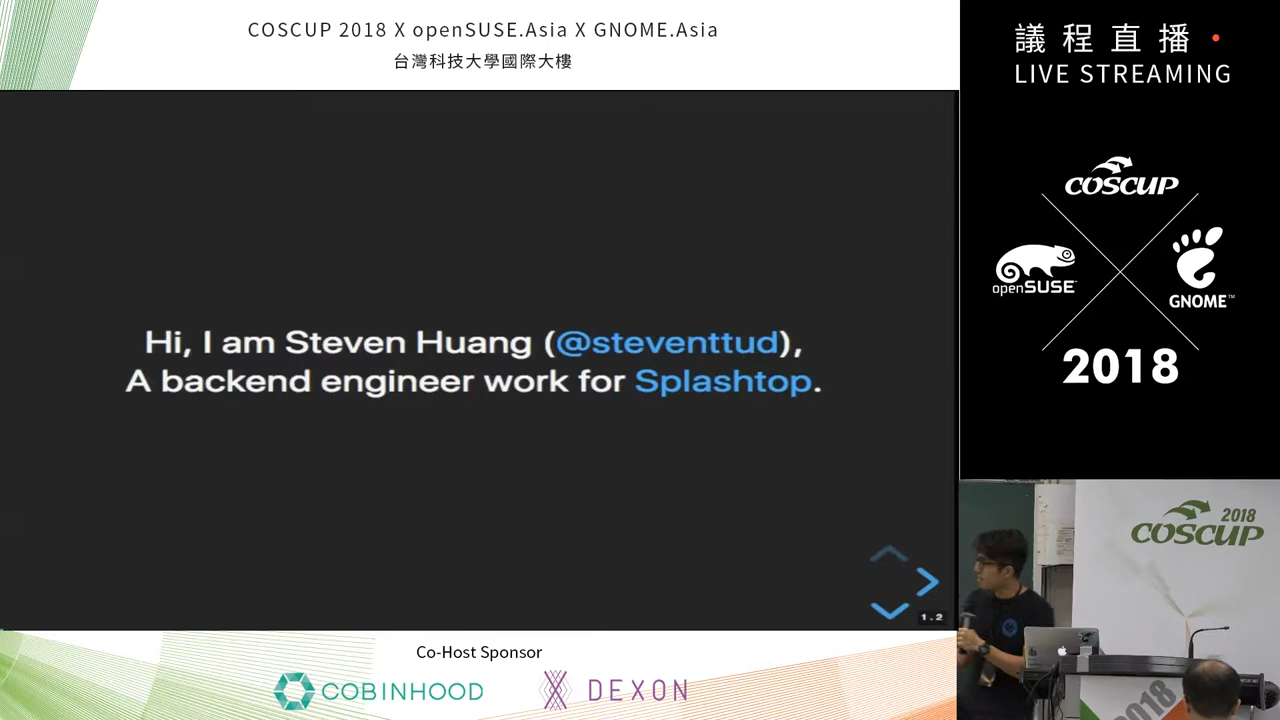 COSCUP 2018 X openSUSE.Asia X GNOME.Asia
台灣科技大學國際大樓
Hi, I am Steven Huang (@steventtud),
A backend engineer work for Splashtop.
1.2
Co-Host Sponsor
COBINHOOD
DEXON
議程直播
LIVE STREAMING
COSCUP
openSUSE
GNOME™
2018
2018
COSCUP
2018